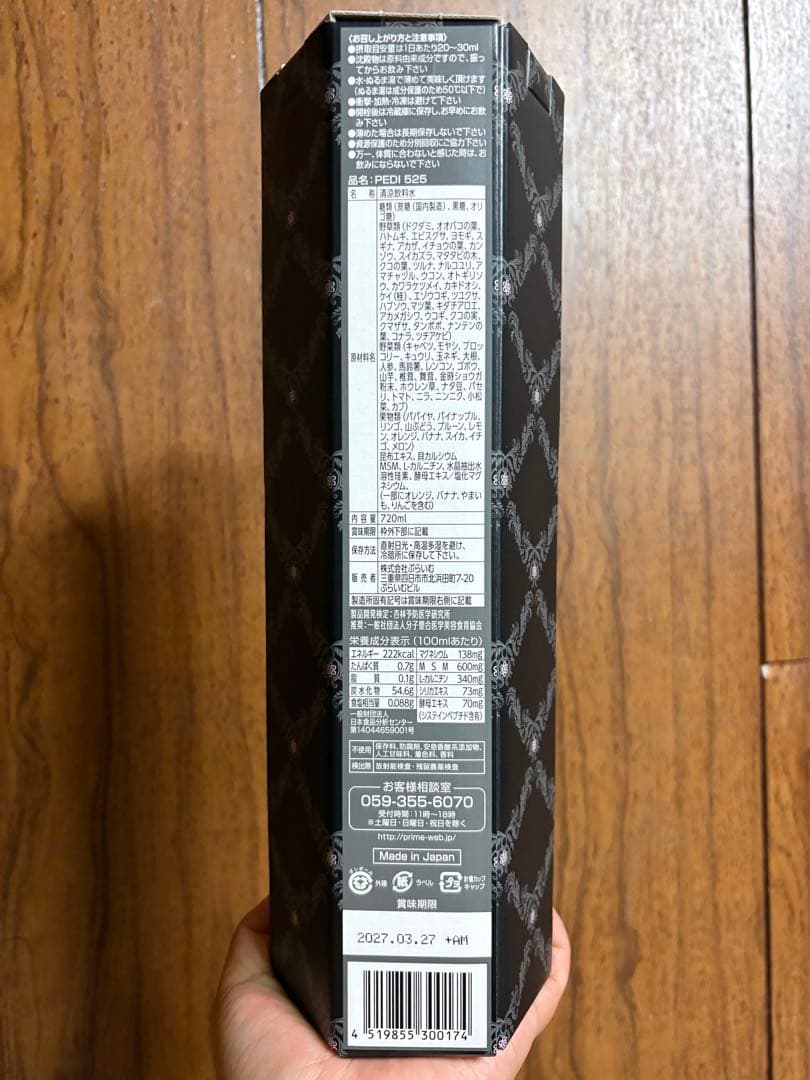 〈お召し上がり方と注意事項〉
●摂取目安量は1日あたり20〜30ml
●沈殿物は原料由来成分ですので、振っ
てからお飲み下さい
●水・ぬるま湯で薄めて美味しく頂けます
(ぬるま湯は成分保護のため50℃以下で)
●衝撃・加熱・冷凍は避けて下さい
●開栓後は冷蔵庫に保存し、お早めにお飲
み下さい
●薄めた場合は長期保存しないで下さい
●資源保護のため分別回収にご協力下さい
●万一、体質に合わないと感じた時は、お
飲みにならないで下さい
品名:PEDI 525
名 称 清涼飲料水
原材料名
糖類(蔗糖(国内製造)、黒糖、オリ
ゴ糖)
野草類(ドクダミ、オオバコの葉、
ハトムギ、エビスグサ、ヨモギ、ス
ギナ、アカザ、イチョウの葉、カン
ゾウ、スイカズラ、マタタビの木、
クコの葉、ツルナ、ナルコユリ、ア
マチャヅル、ウコン、オトギリソ
ウ、カワラケツメイ、カキドオシ、
ケイ(桂)、エゾウコギ、ツユクサ、
ハブソウ、マツ葉、キダチアロエ、
アカメガシワ、ウコギ、クコの実、
クマザサ、タンポポ、ナンテンの
葉、コナラ、ツチアケビ)
野菜類(キャベツ、モヤシ、ブロッ
コリー、キュウリ、玉ネギ、大根、
人参、馬鈴薯、レンコン、ゴボウ、
山芋、椎茸、舞茸、金時ショウガ
粉末、ホウレン草、ナタ豆、パセ
リ、トマト、ニラ、ニンニク、小松
菜、カブ)
果物類(パパイヤ、パイナップル、
リンゴ、山ぶどう、プルーン、レモ
ン、オレンジ、バナナ、スイカ、イチ
ゴ、メロン)
昆布エキス、貝カルシウム
MSM、L-カルニチン、水晶抽出水
溶性珪素、酵母エキス/塩化マグ
ネシウム、
(一部にオレンジ、バナナ、やまい
も、りんごを含む)
内 容 量 720ml
賞味期限 枠外下部に記載
保存方法 直射日光・高温多湿を避け、
冷暗所に保存して下さい。
販 売 者 株式会社ぷらいむ
三重県四日市市北浜田町7-20
ぷらいむビル
製造所固有記号は賞味期限右側に記載
製品開発検定:杏林予防医学研究所
推奨:一般社団法人分子整合医学美容食育協会
栄養成分表示(100mlあたり)
エネルギー 222kcal マグネシウム 138mg
たんぱく質 0.7g M S M 600mg
脂 質 0.1g L-カルニチン 340mg
炭水化物 54.6g シリカエキス 73mg
食塩相当量 0.088g 酵母エキス 70mg
(システインペプチド含有)
一般財団法人
日本食品分析センター
第14044659001号
不使用 保存料、防腐剤、安息香酸系添加物、
人工甘味料、着色料、香料
検出無 放射能検査・残留農薬検査
お客様相談室
059-355-6070
受付時間:11時〜18時
※土曜日・日曜日・祝日を除く
http://prime-web.jp/
Made in Japan
ダンボール 外箱 紙 ラベル プラ 計量カップ
キャップ
賞味期限
2027.03.27 +AM
4 519855 300174